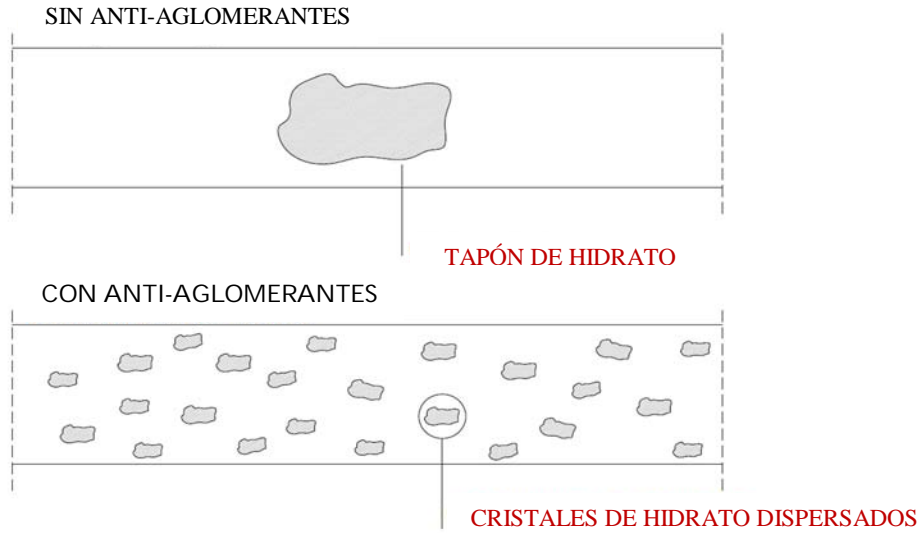 SIN ANTI-AGLOMERANTES
TAPÓN DE HIDRATO
CON ANTI-AGLOMERANTES
CRISTALES DE HIDRATO DISPERSADOS